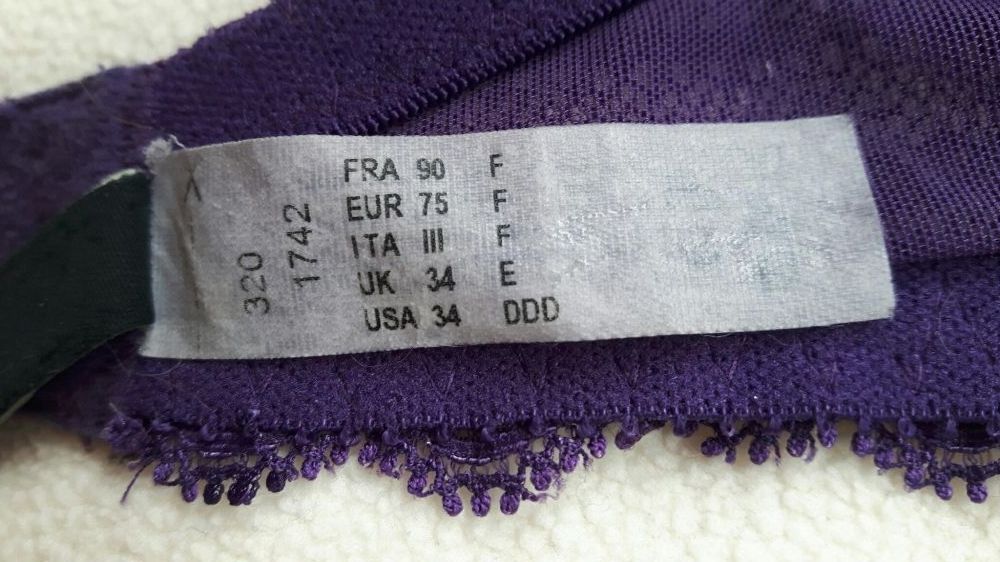 FRA 90 F
EUR 75 F
ITA III F
UK 34 E
USA 34 DDD
320
1742